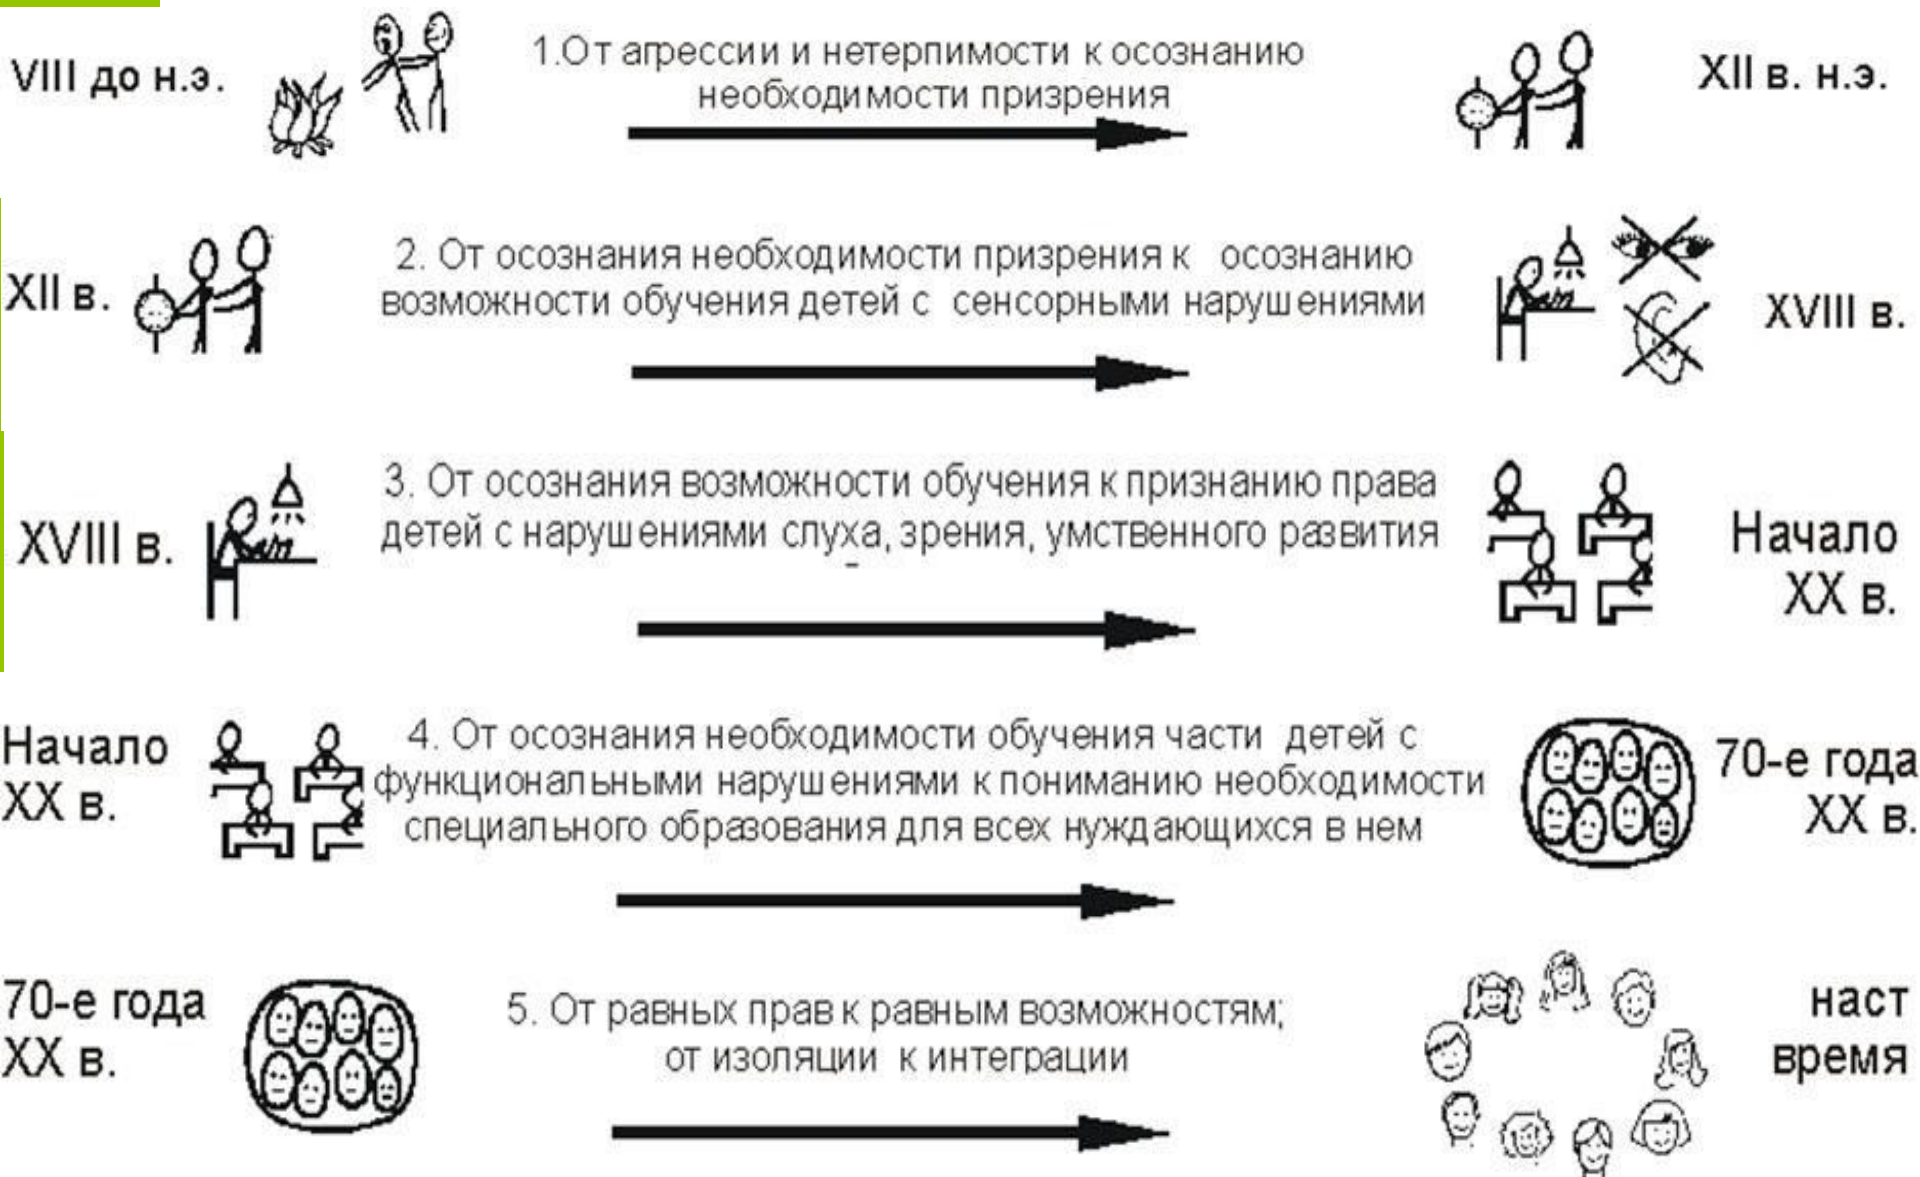 VIII до н.э.
1.От агрессии и нетерпимости к осознанию
необходимости призрения
XII в. н.э.
XII в.
2. От осознания необходимости призрения к осознанию
возможности обучения детей с сенсорными нарушениями
XVIII в.
XVIII в.
3. От осознания возможности обучения к признанию права
детей с нарушениями слуха, зрения, умственного развития
Начало
XX в.
Начало
XX в.
4. От осознания необходимости обучения части детей с
функциональными нарушениями к пониманию необходимости
специального образования для всех нуждающихся в нем
70-е года
XX в.
70-е года
XX в.
5. От равных прав к равным возможностям;
от изоляции к интеграции
наст
время